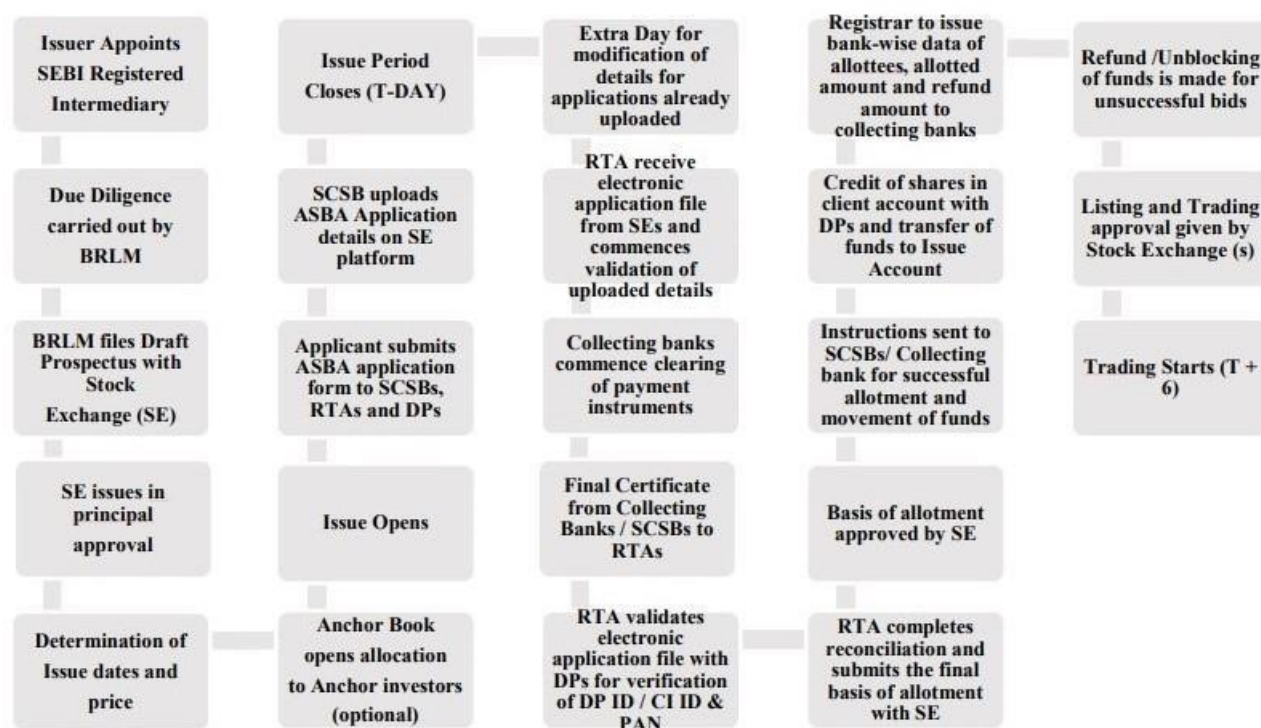 Issuer Appoints
SEBI Registered
Intermediary
Due Diligence
carried out by
BRLM
BRLM files Draft
Prospectus with
Stock
Exchange (SE)
SE issues in
principal
approval
Determination of
Issue dates and
price
Anchor Book
opens allocation
to Anchor investors
(optional)
Issue Opens
Applicant submits
ASBA application
form to SCSBs,
RTAs and DPs
SCSB uploads
ASBA Application
details on SE
platform
Issue Period
Closes (T-DAY)
Extra Day for
modification of
details for
applications already
uploaded
RTA receive
electronic
application file
from SEs and
commences
validation of
uploaded details
Collecting banks
commence clearing
of payment
instruments
Final Certificate
from Collecting
Banks / SCSBs to
RTAs
RTA validates
electronic
application file with
DPs for verification
of DP ID / CI ID &
PAN
RTA completes
reconciliation and
submits the final
basis of allotment
with SE
Basis of allotment
approved by SE
Instructions sent to
SCSBs/ Collecting
bank for successful
allotment and
movement of funds
Credit of shares in
client account with
DPs and transfer of
funds to Issue
Account
Registrar to issue
bank-wise data of
allottees, allotted
amount and refund
amount to
collecting banks
Refund /Unblocking
of funds is made for
unsuccessful bids
Listing and Trading
approval given by
Stock Exchange (s)
Trading Starts (T +
6)